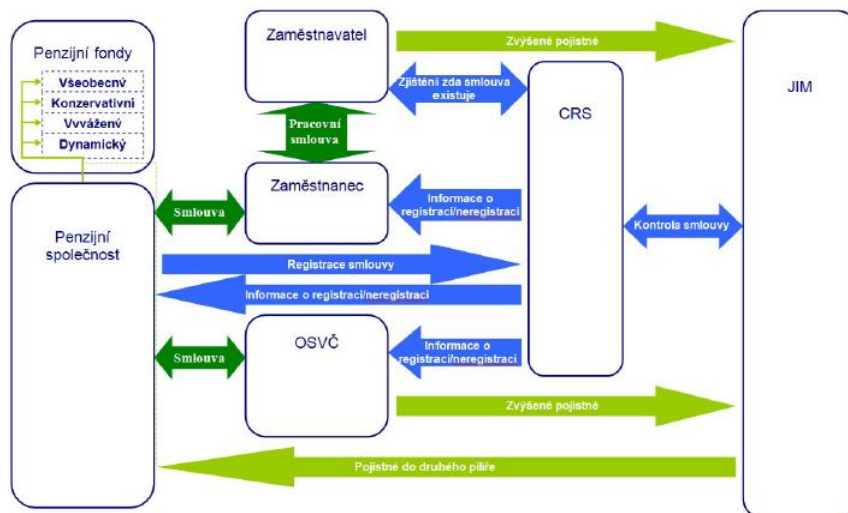 Penzijní fondy
Všeobecný
Konzervativní
Vyvážený
Dynamický
Zaměstnavatel
Zvýšené pojistné
JIM
Zjištění zda smlouva
existuje
CRS
Pracovní
smlouva
Zaměstnanec
Informace o
registraci/neregistraci
Smlouva
Kontrola smlouvy
Penzijní
společnost
Registrace smlouvy
Informace o registraci/neregistraci
OSVČ
Informace o
registraci/neregistraci
Smlouva
Zvýšené pojistné
Pojistné do druhého pilíře